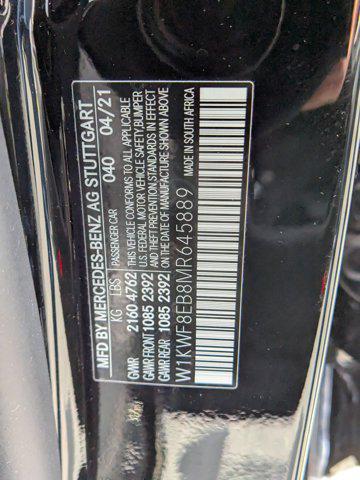 MFD BY MERCEDES-BENZ AG STUTTGART
PASSENGER CAR 040 04/21
KG LBS
GVWR 2160 4762
GAWR FRONT 1085 2392
GAWR REAR 1085 2392
THIS VEHICLE CONFORMS TO ALL APPLICABLE
U.S. FEDERAL MOTOR VEHICLE SAFETY, BUMPER
AND THEFT PREVENTION STANDARDS IN EFFECT
ON THE DATE OF MANUFACTURE SHOWN ABOVE
MADE IN SOUTH AFRICA
W1KWF8EB8MR645889